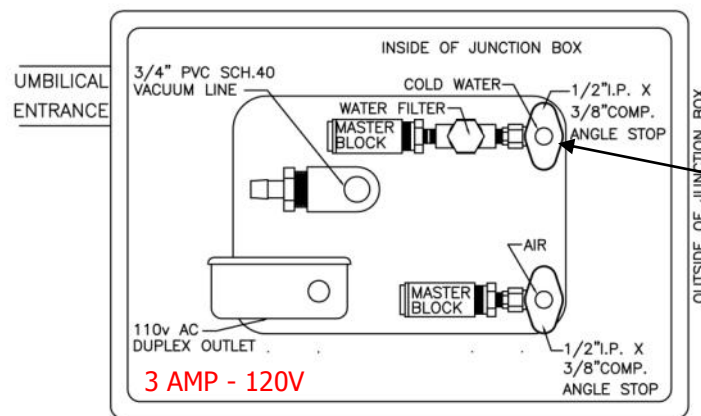 INSIDE OF JUNCTION BOX
UMBILICAL
ENTRANCE
3/4" PVC SCH.40
VACUUM LINE
COLD WATER
WATER FILTER
1/2"I.P. X
3/8"COMP.
ANGLE STOP
MASTER
BLOCK
OUTSIDE OF JUNCTION BOX
AIR
MASTER
BLOCK
110v AC
DUPLEX OUTLET
1/2"I.P. X
3/8"COMP.
ANGLE STOP
3 AMP - 120V